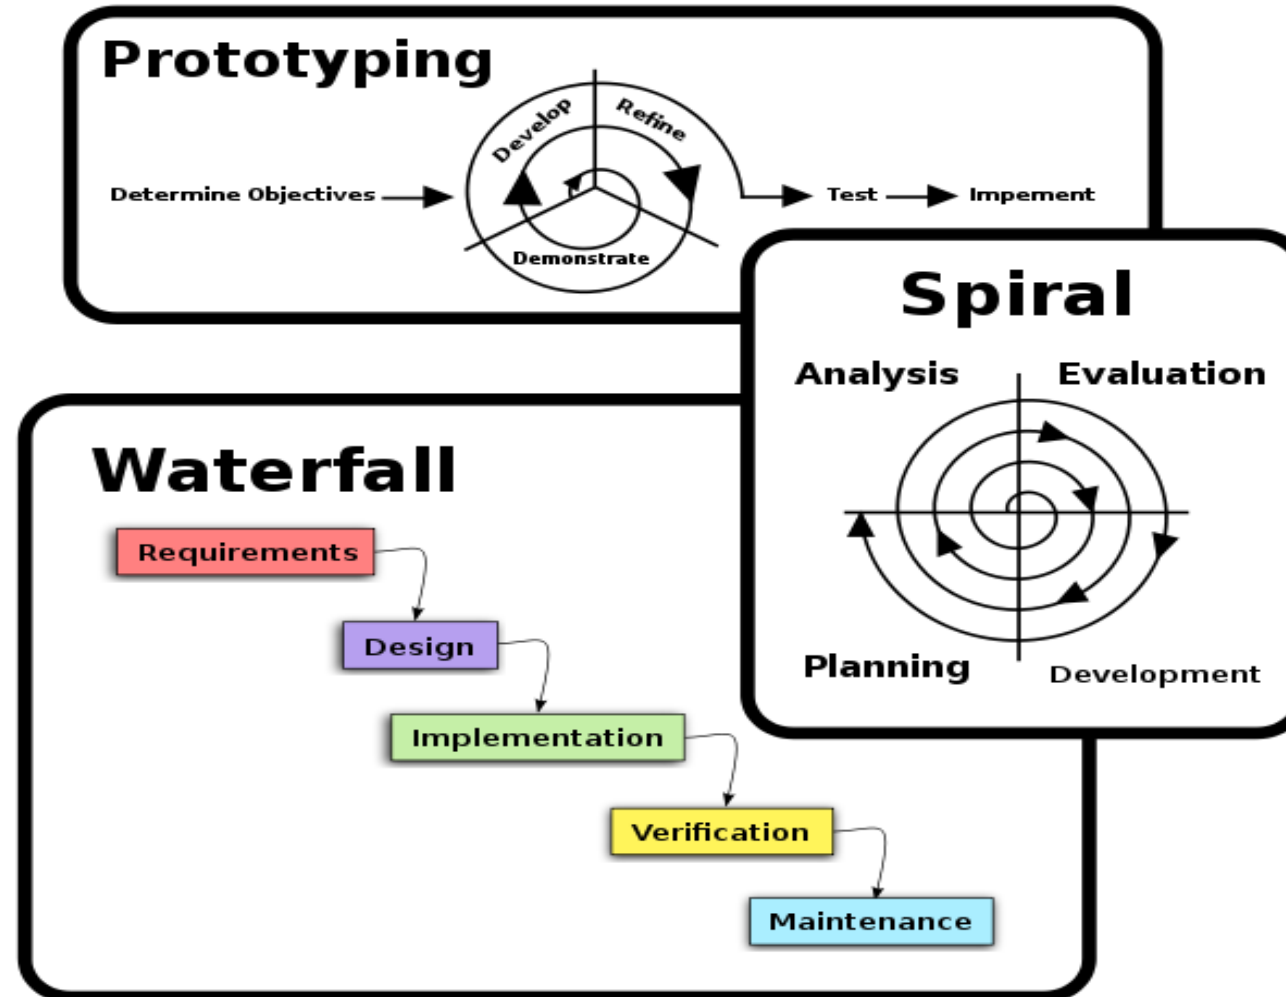 Prototyping
Develop
Refine
Determine Objectives
Test
Impement
Demonstrate
Spiral
Analysis
Evaluation
Planning
Development
Waterfall
Requirements
Design
Implementation
Verification
Maintenance